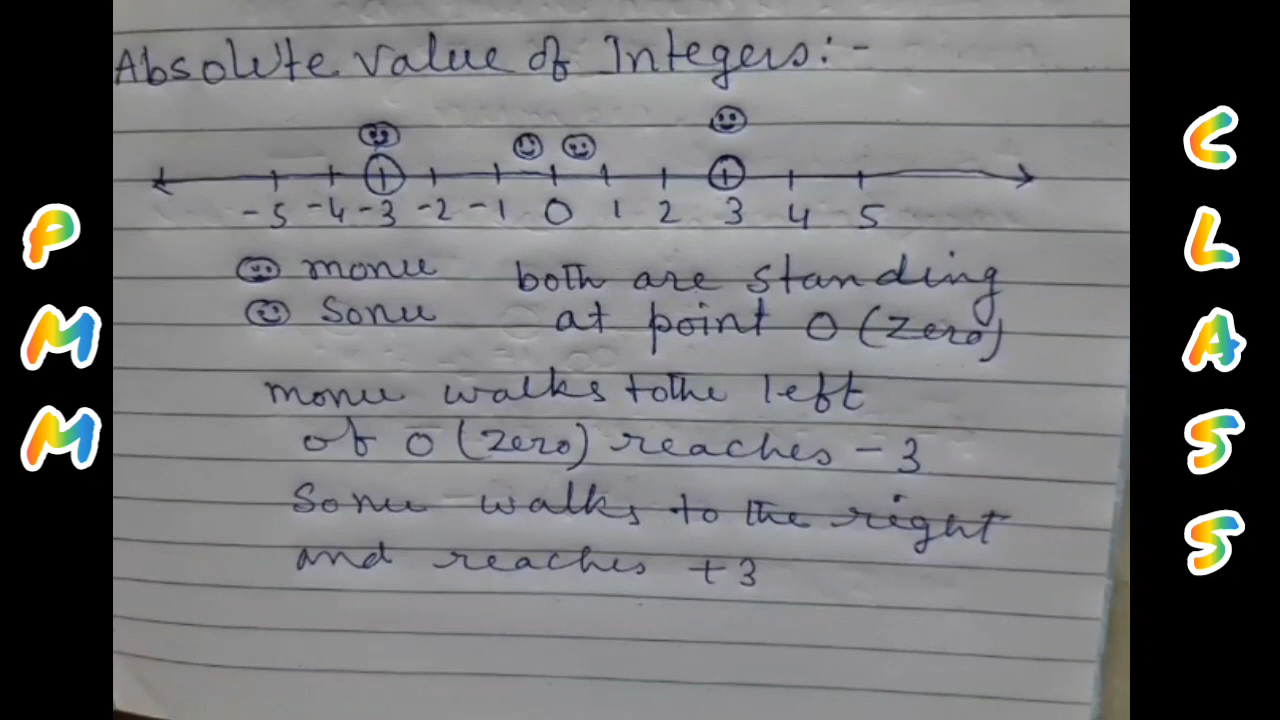 PMM
Absolute value of Integers:-
-5 -4 -3 -2 -1 0 1 2 3 4 5
monu both are standing
Sonu at point 0 (zero)
monu walks to the left
of 0 (zero) reaches -3
Sonu walks to the right
and reaches +3
CLASS